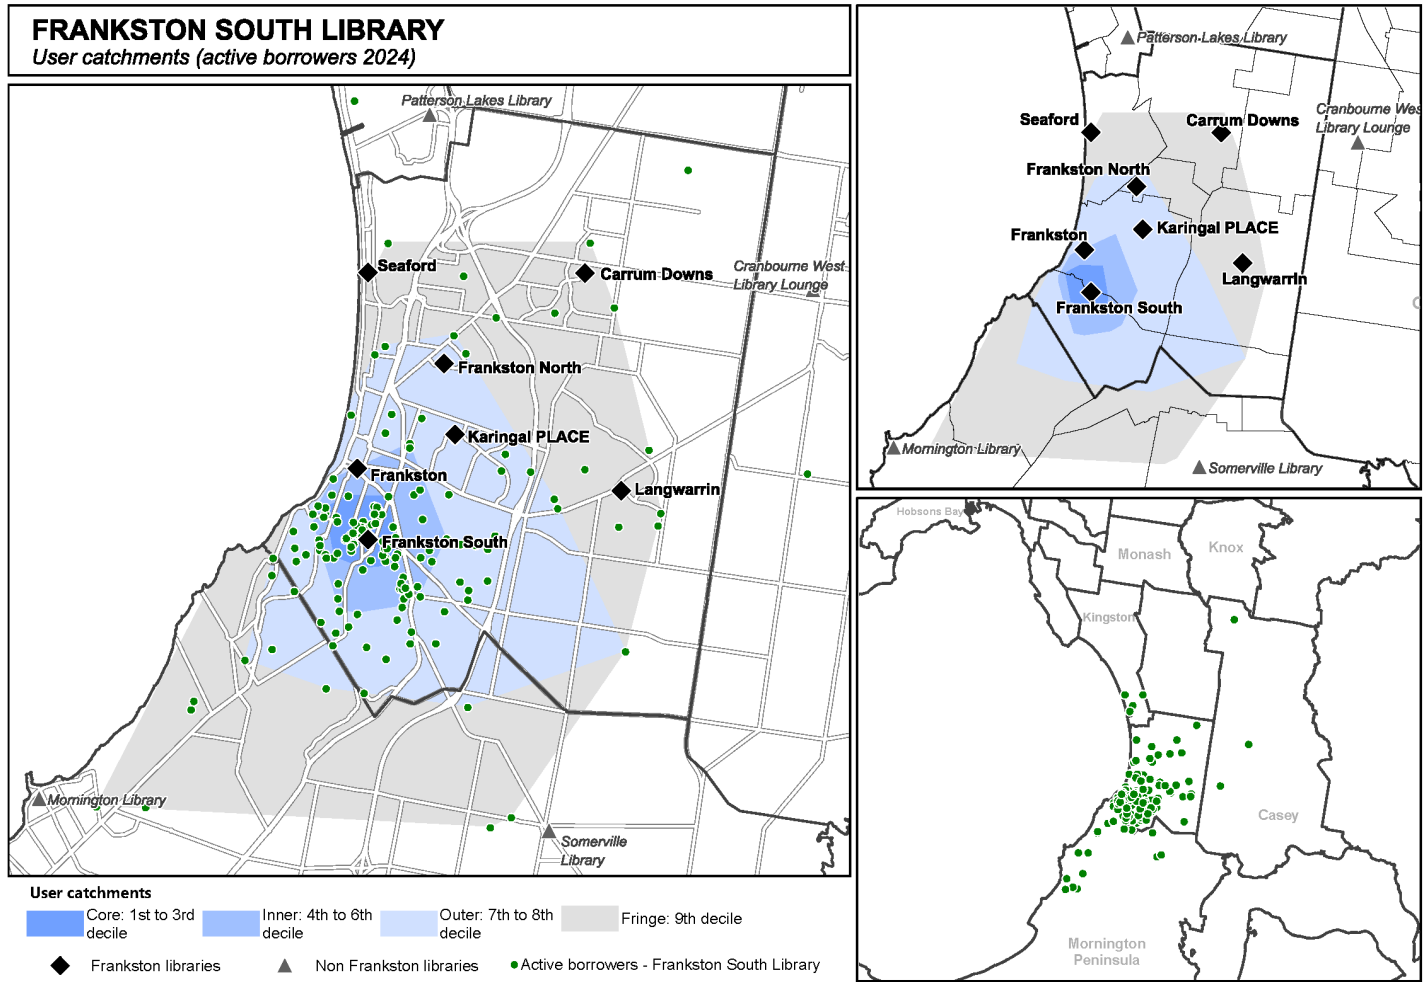 FRANKSTON SOUTH LIBRARY
User catchments (active borrowers 2024)
Patterson Lakes Library
Seaford
Carrum Downs
Cranbourne West
Library Lounge
Frankston North
Karingal PLACE
Frankston
Langwarrin
Frankston South
Mornington Library
Somerville
Library
Patterson Lakes Library
Seaford
Carrum Downs
Cranbourne Wes
Library Lounge
Frankston North
Frankston
Karingal PLACE
Langwarrin
Frankston South
Mornington Library
Somerville Library
Hobsons Bay
Monash
Knox
Kingston
Casey
Mornington
Peninsula
User catchments
Core: 1st to 3rd
decile
Inner: 4th to 6th
decile
Outer: 7th to 8th
decile
Fringe: 9th decile
Frankston libraries
Non Frankston libraries
Active borrowers - Frankston South Library